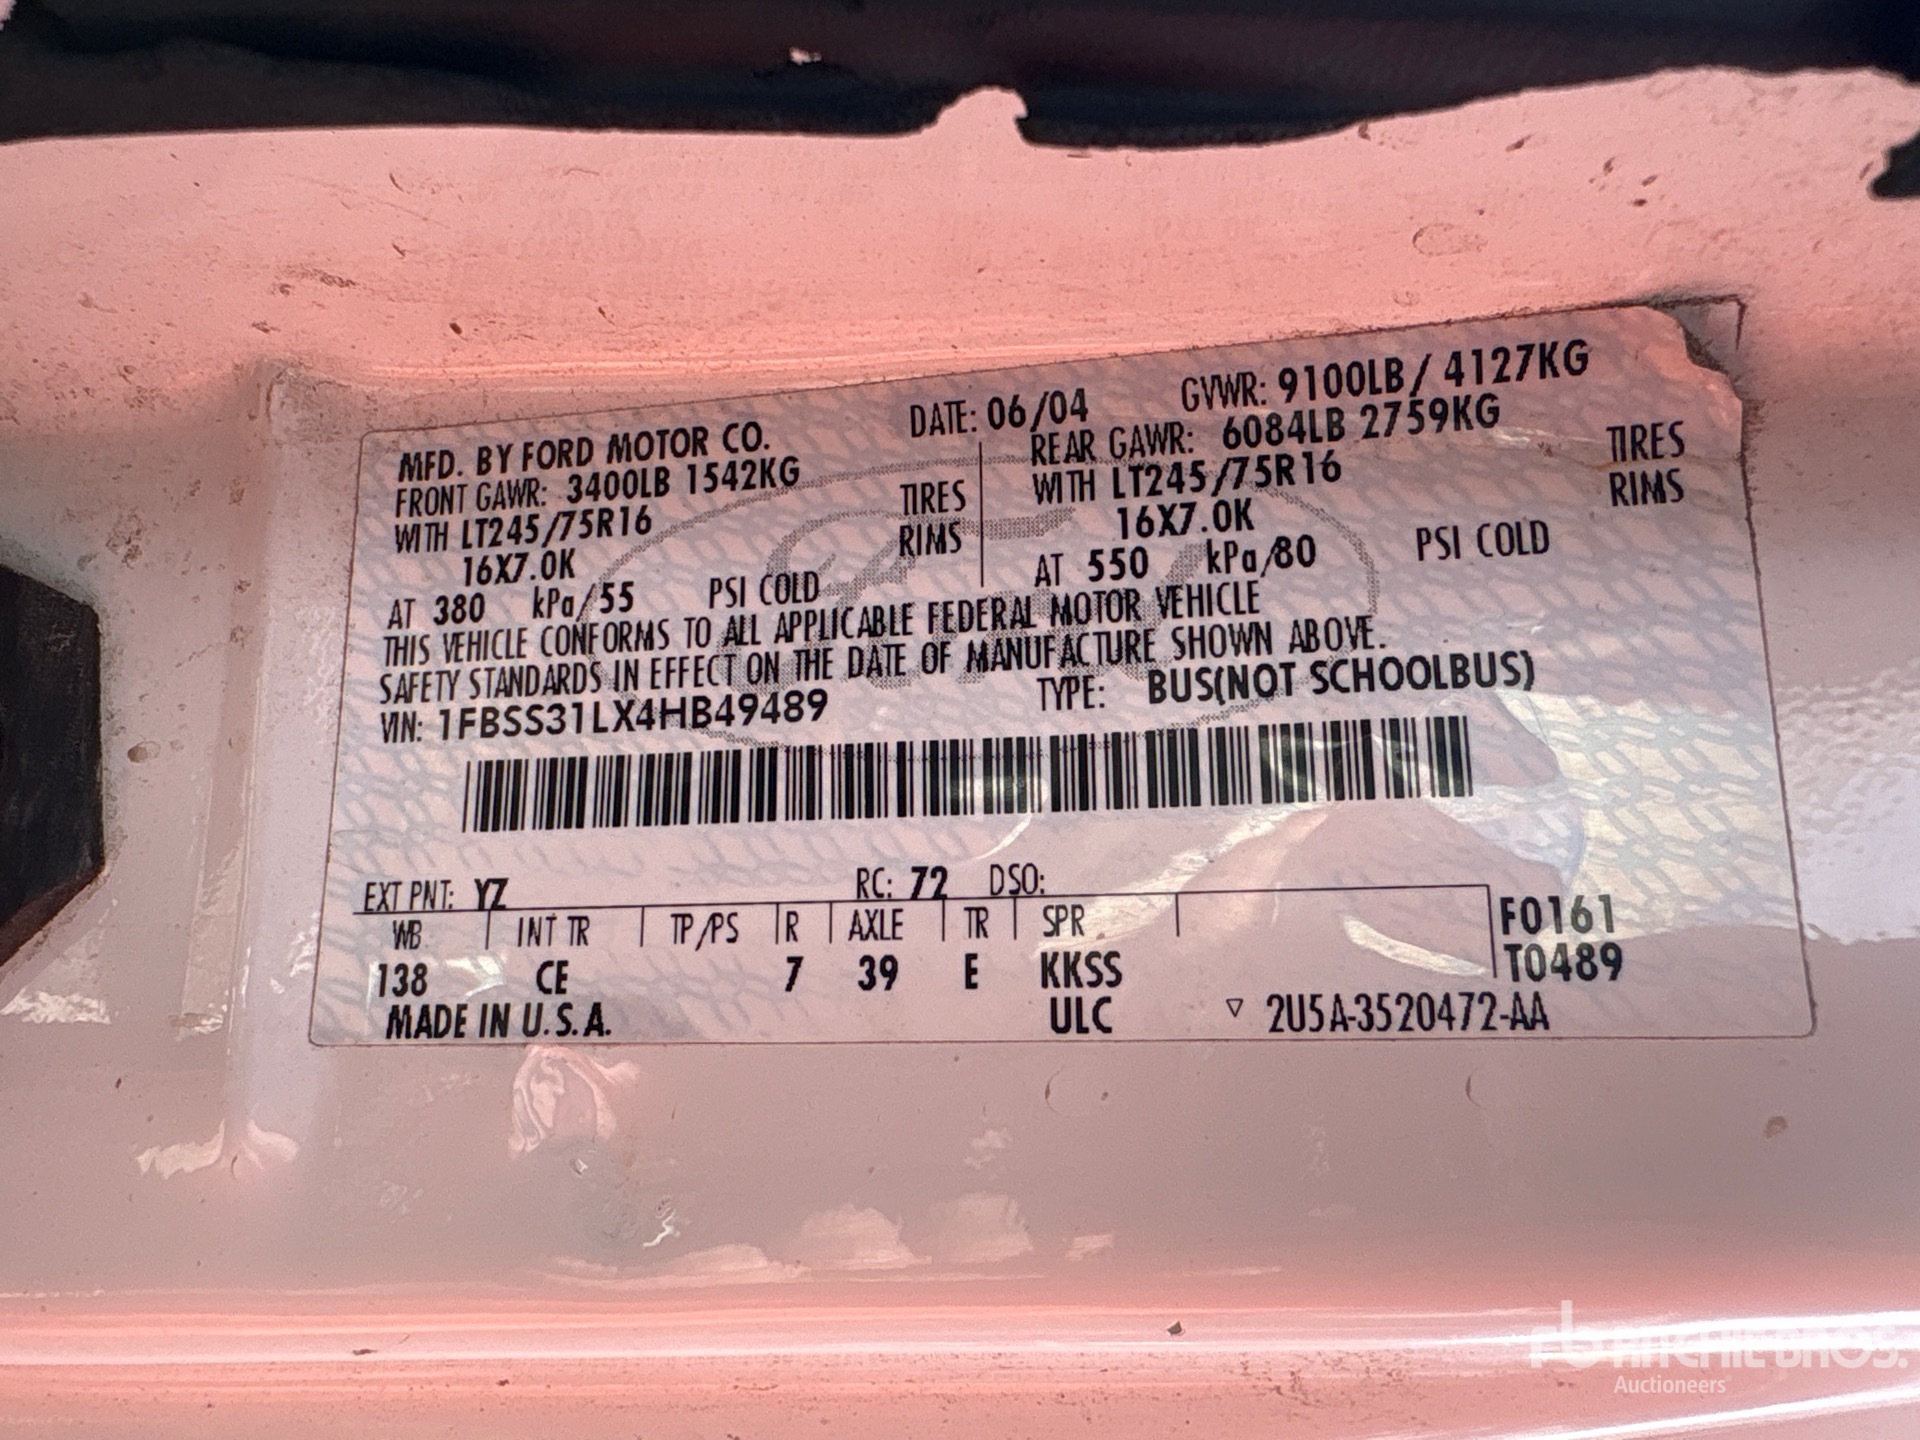 MFD. BY FORD MOTOR CO.
DATE: 06/04
GVWR: 9100LB / 4127KG
FRONT GAWR: 3400LB 1542KG
WITH LT245/75R16 TIRES
16X7.0K RIMS
AT 380 kPa/55 PSI COLD
REAR GAWR: 6084LB 2759KG
WITH LT245/75R16 TIRES
16X7.0K RIMS
AT 550 kPa/80 PSI COLD
THIS VEHICLE CONFORMS TO ALL APPLICABLE FEDERAL MOTOR VEHICLE
SAFETY STANDARDS IN EFFECT ON THE DATE OF MANUFACTURE SHOWN ABOVE.
VIN: 1FBSS31LX4HB49489
TYPE: BUS(NOT SCHOOLBUS)
EXT PNT: YZ RC: 72 DSO:
WB INT TR TP/PS R AXLE TR SPR F0161
138 CE 7 39 E KKSS T0489
MADE IN U.S.A. ULC ▽ 2U5A-3520472-AA
rb RITCHIE BROS.
Auctioneers